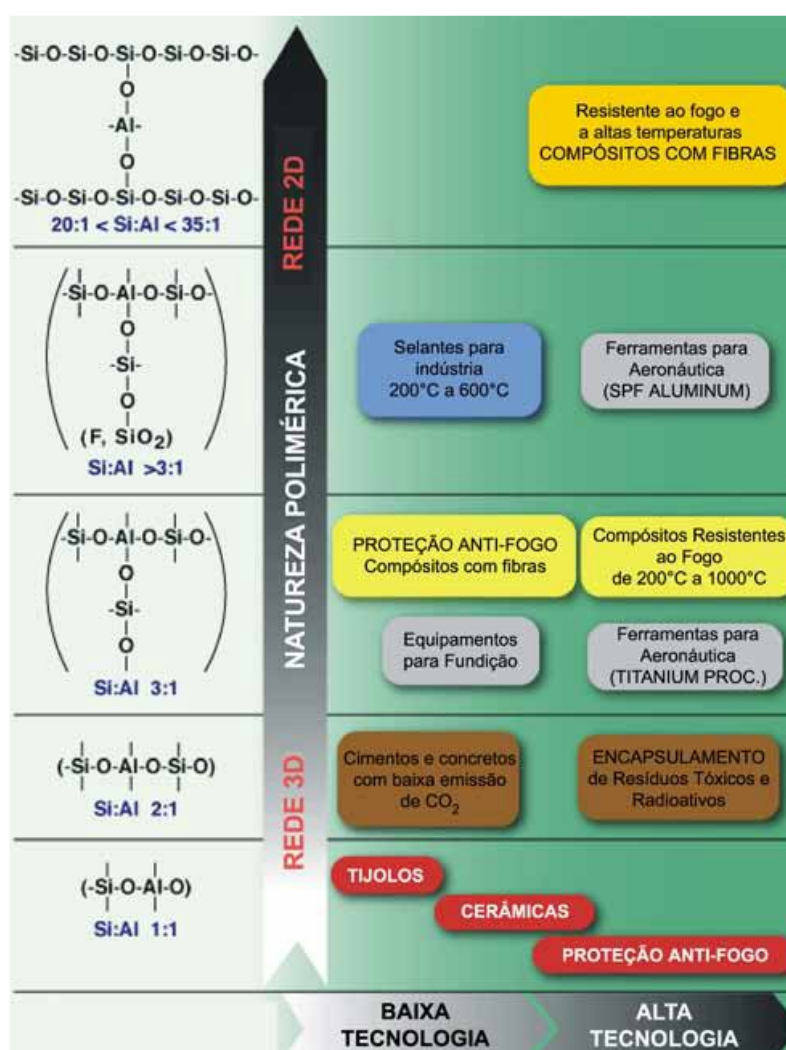 -Si-O-Si-O-Si-O-Si-O-Si-O-
O
-Al-
O
-Si-O-Si-O-Si-O-Si-O-Si-O-
20:1 < Si:Al < 35:1
Resistente ao fogo e
a altas temperaturas
COMPÓSITOS COM FIBRAS
REDE 2D
-Si-O-Al-O-Si-O-
O
-Si-
O
(F, SiO₂)
Si:Al >3:1
Selantes para
indústria
200°C a 600°C
Ferramentas para
Aeronáutica
(SPF ALUMINUM)
NATUREZA POLIMÉRICA
-Si-O-Al-O-Si-O-
O
-Si-
O
Si:Al 3:1
PROTEÇÃO ANTI-FOGO
Compósitos com fibras
Compósitos Resistentes
ao Fogo
de 200°C a 1000°C
Equipamentos
para Fundição
Ferramentas para
Aeronáutica
(TITANIUM PROC.)
REDE 3D
(-Si-O-Al-O-Si-O)
Si:Al 2:1
Cimentos e concretos
com baixa emissão
de CO₂
ENCAPSULAMENTO
de Resíduos Tóxicos e
Radioativos
(-Si-O-Al-O)
Si:Al 1:1
TIJOLOS
CERÂMICAS
PROTEÇÃO ANTI-FOGO
BAIXA
TECNOLOGIA
ALTA
TECNOLOGIA